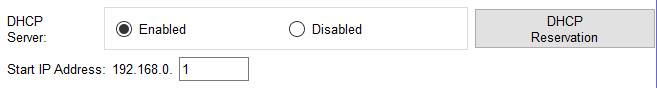 DHCP
Server:
Enabled
Disabled
DHCP
Reservation
Start IP Address: 192.168.0. 1